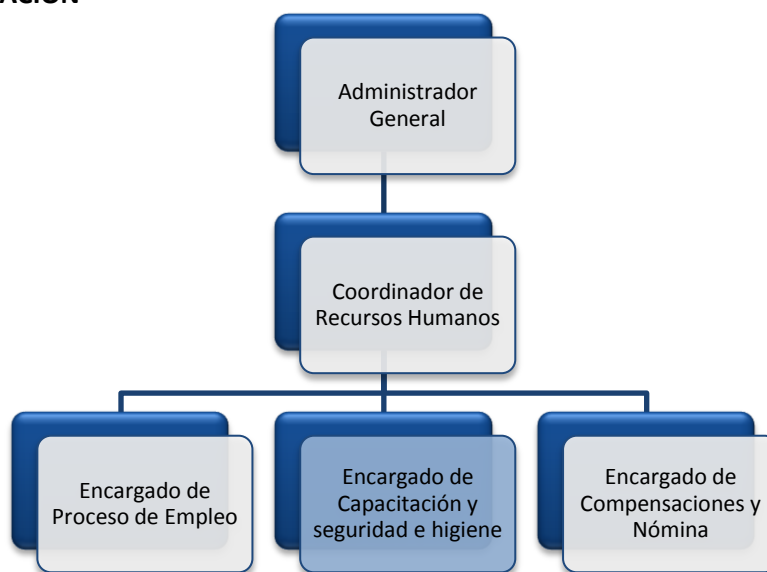 Administrador
General
Coordinador de
Recursos Humanos
Encargado de
Proceso de Empleo
Encargado de
Capacitación y
seguridad e higiene
Encargado de
Compensaciones y
Nómina